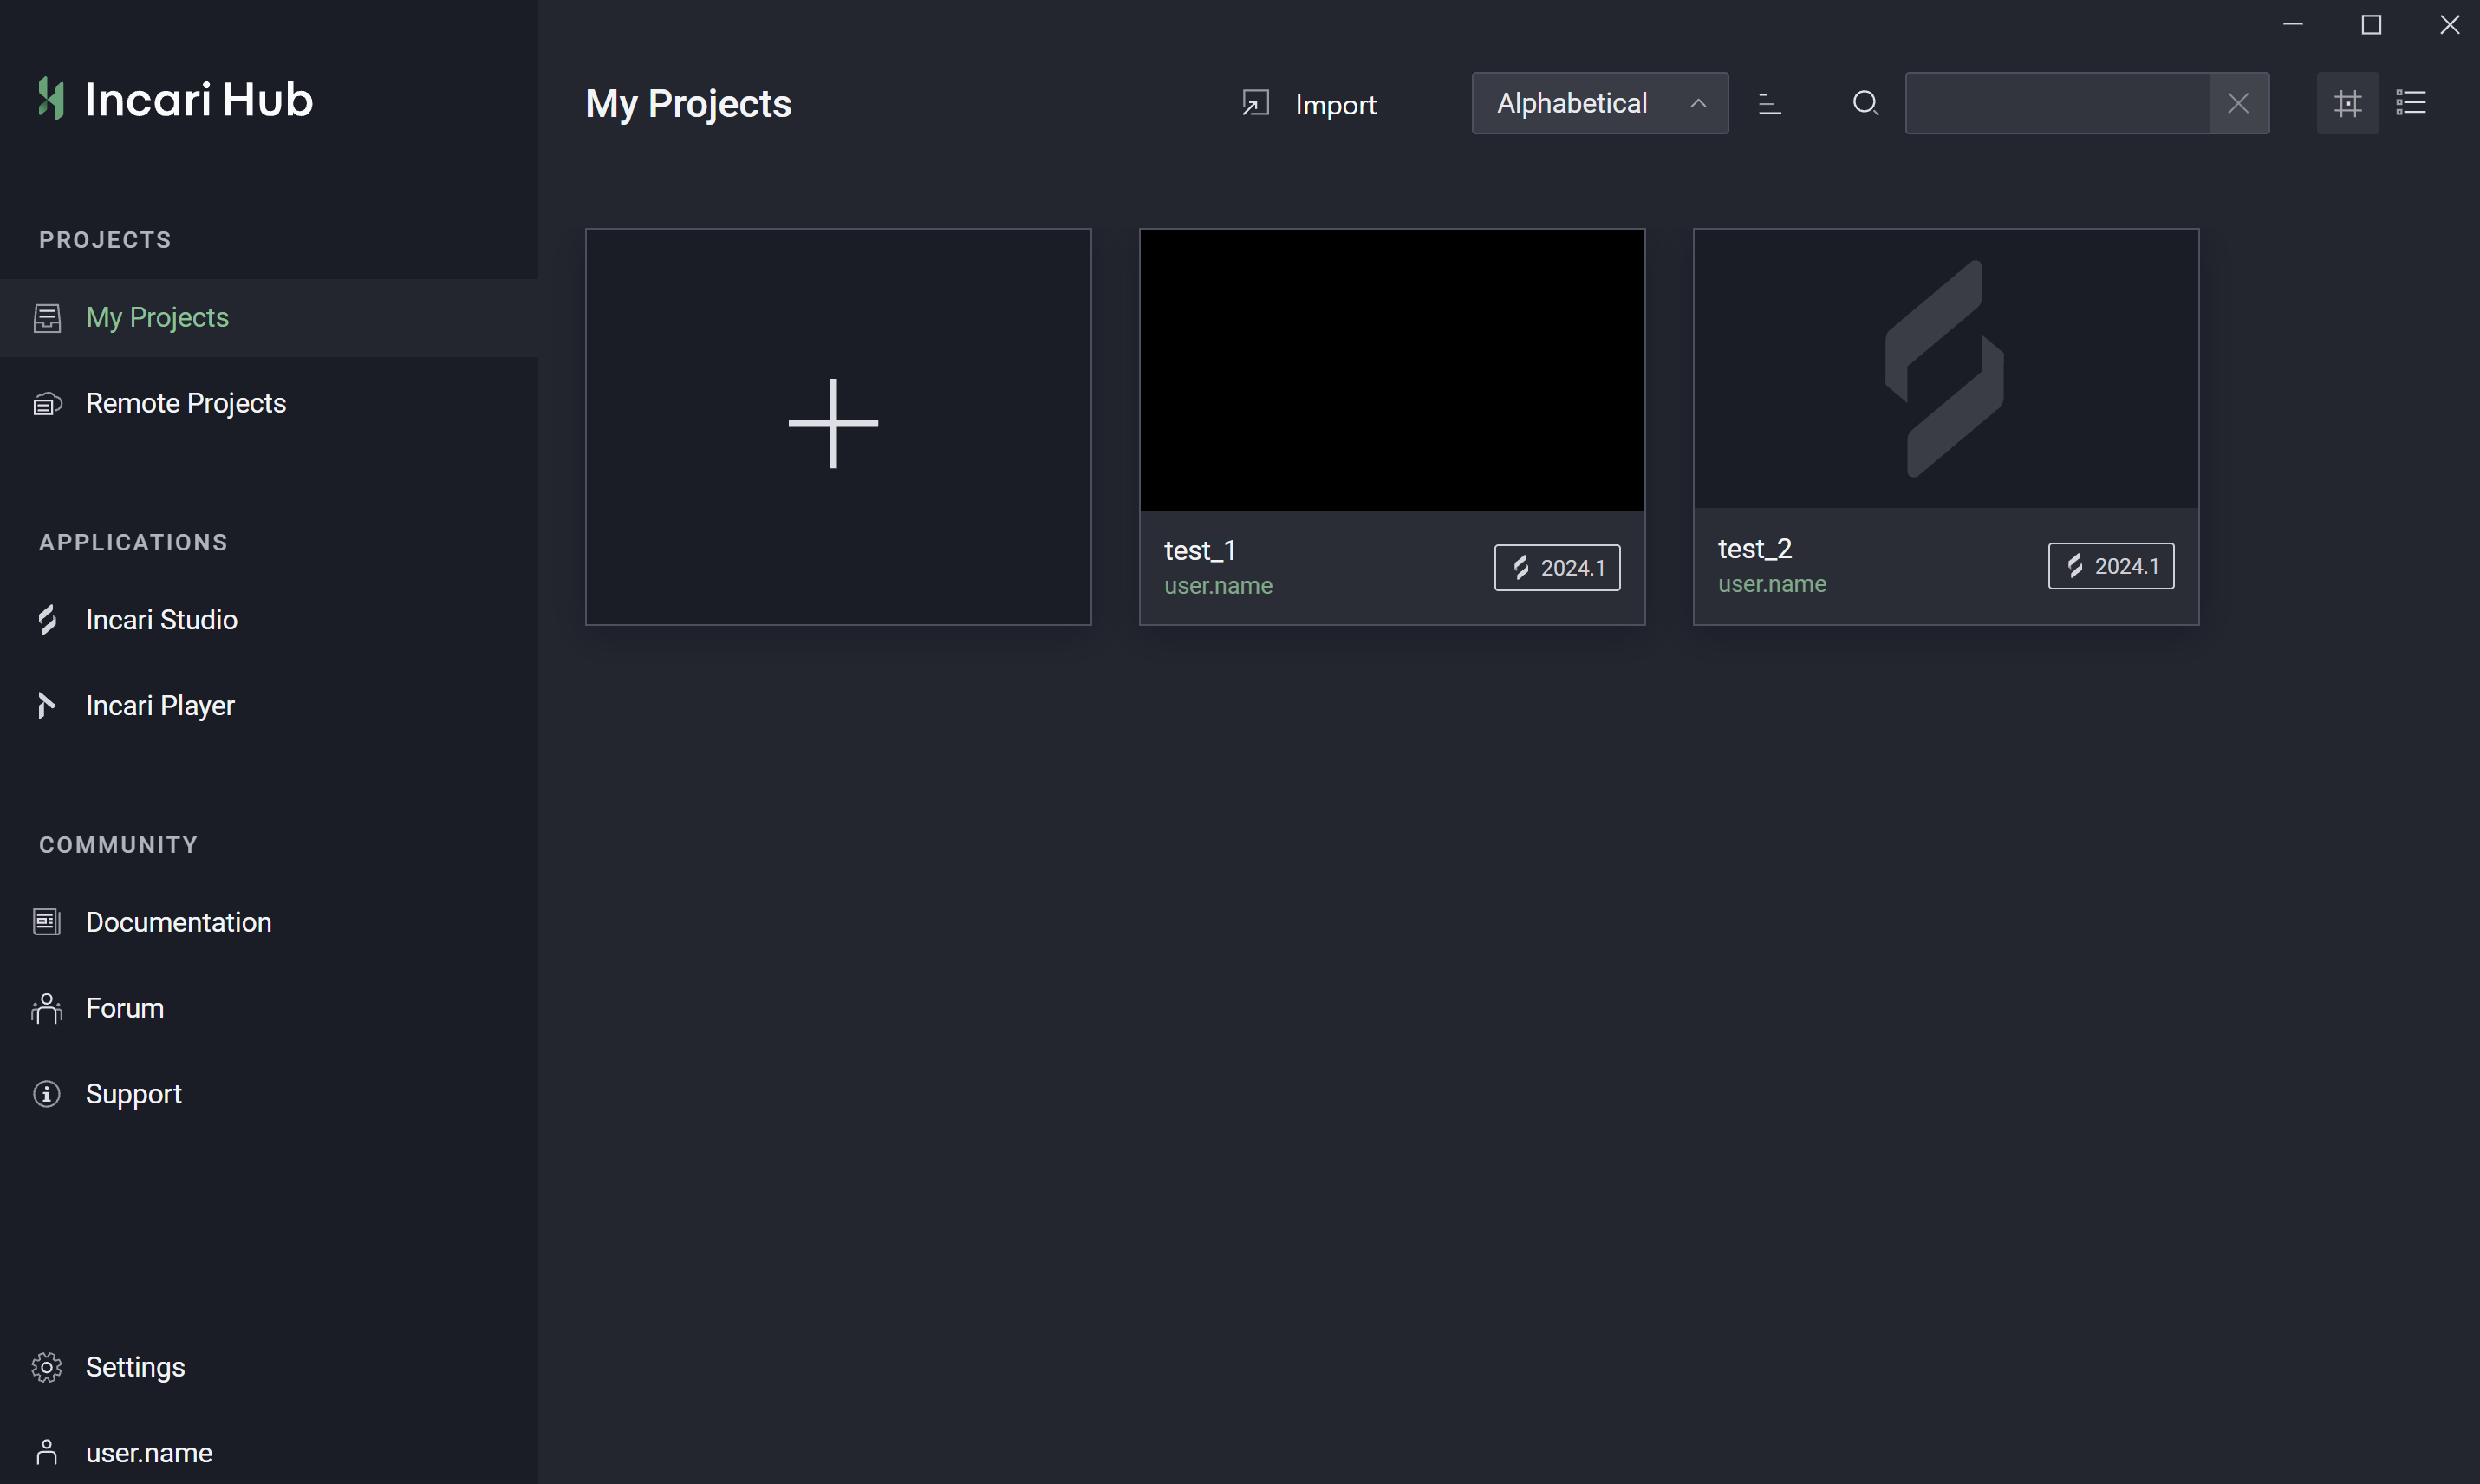 Incari Hub
PROJECTS
My Projects
Remote Projects
APPLICATIONS
Incari Studio
Incari Player
COMMUNITY
Documentation
Forum
Support
Settings
user.name
My Projects
Import
Alphabetical
test_1
user.name
2024.1
test_2
user.name
2024.1